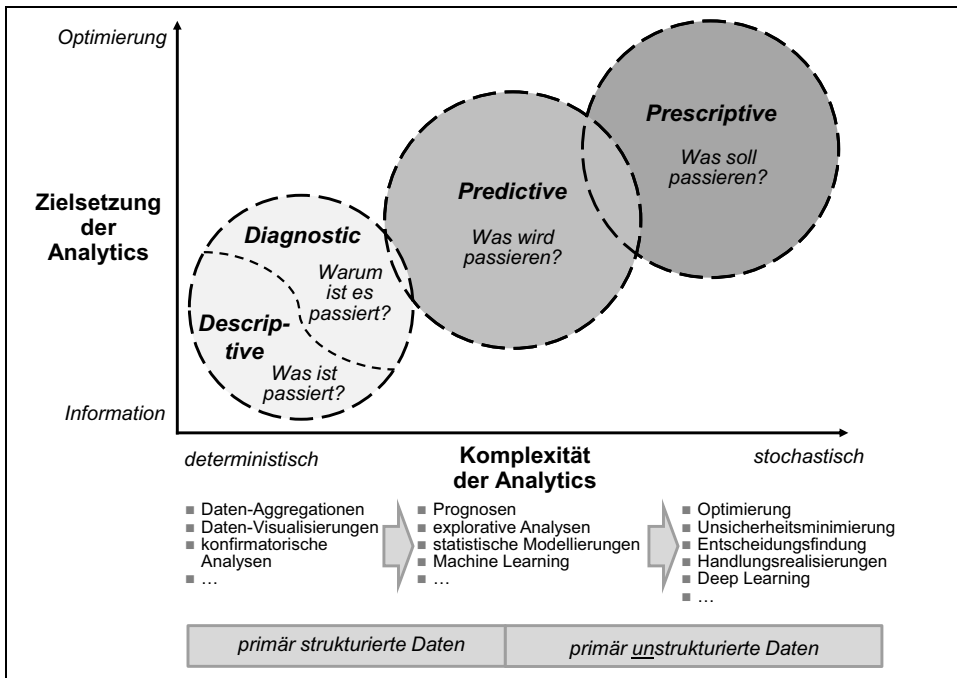 Optimierung
Zielsetzung
der
Analytics
Information
Prescriptive
Was soll
passieren?
Predictive
Was wird
passieren?
Diagnostic
Warum
ist es
passiert?
Descrip-
tive
Was ist
passiert?
deterministisch
Komplexität
der Analytics
stochastisch
■ Daten-Aggregationen
■ Daten-Visualisierungen
■ konfirmatorische
Analysen
■ …
■ Prognosen
■ explorative Analysen
■ statistische Modellierungen
■ Machine Learning
■ …
■ Optimierung
■ Unsicherheitsminimierung
■ Entscheidungsfindung
■ Handlungsrealisierungen
■ Deep Learning
■ …
primär strukturierte Daten
primär unstrukturierte Daten